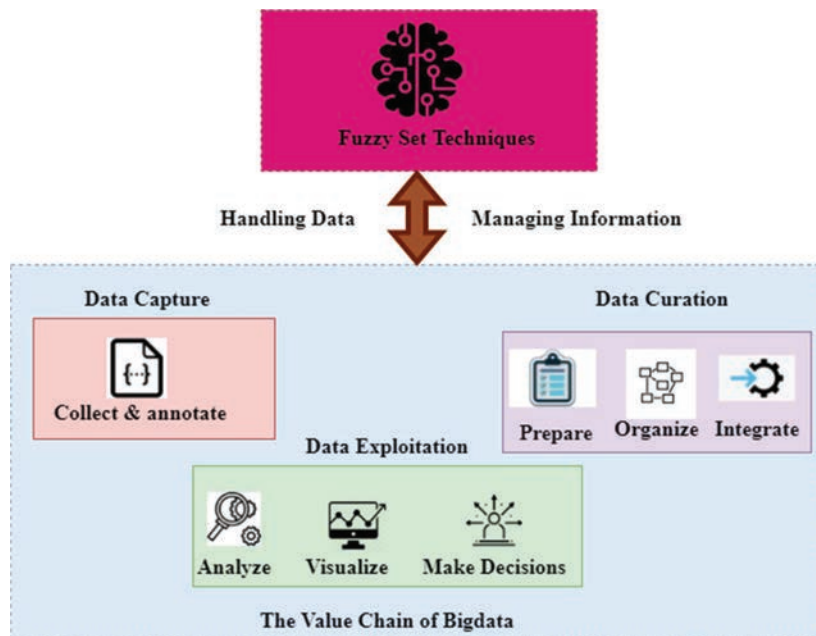 Fuzzy Set Techniques
Handling Data
Managing Information
Data Capture
Data Curation
{...}
Collect & annotate
Prepare
Organize
Integrate
Data Exploitation
Analyze
Visualize
Make Decisions
The Value Chain of Bigdata